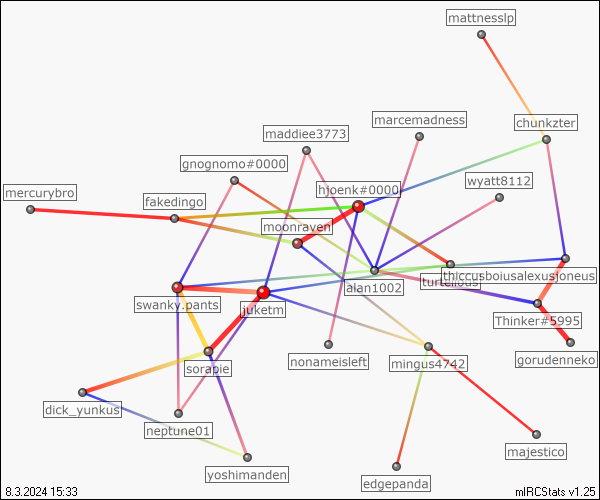 mattnesslp
marcemadness
chunkzter
maddiee3773
gnognomo#0000
wyatt8112
hjoenk#0000
mercurybro
fakedingo
moonraven
thiccusboiusalexusjoneus
alan1002
swanky.pants
juketm
Thinker#5995
nonameisleft
gorudenneko
mingus4742
sorapie
dick_yunkus
neptune01
majestico
yoshimanden
edgepanda
8.3.2024 15:33
mIRCStats v1.25